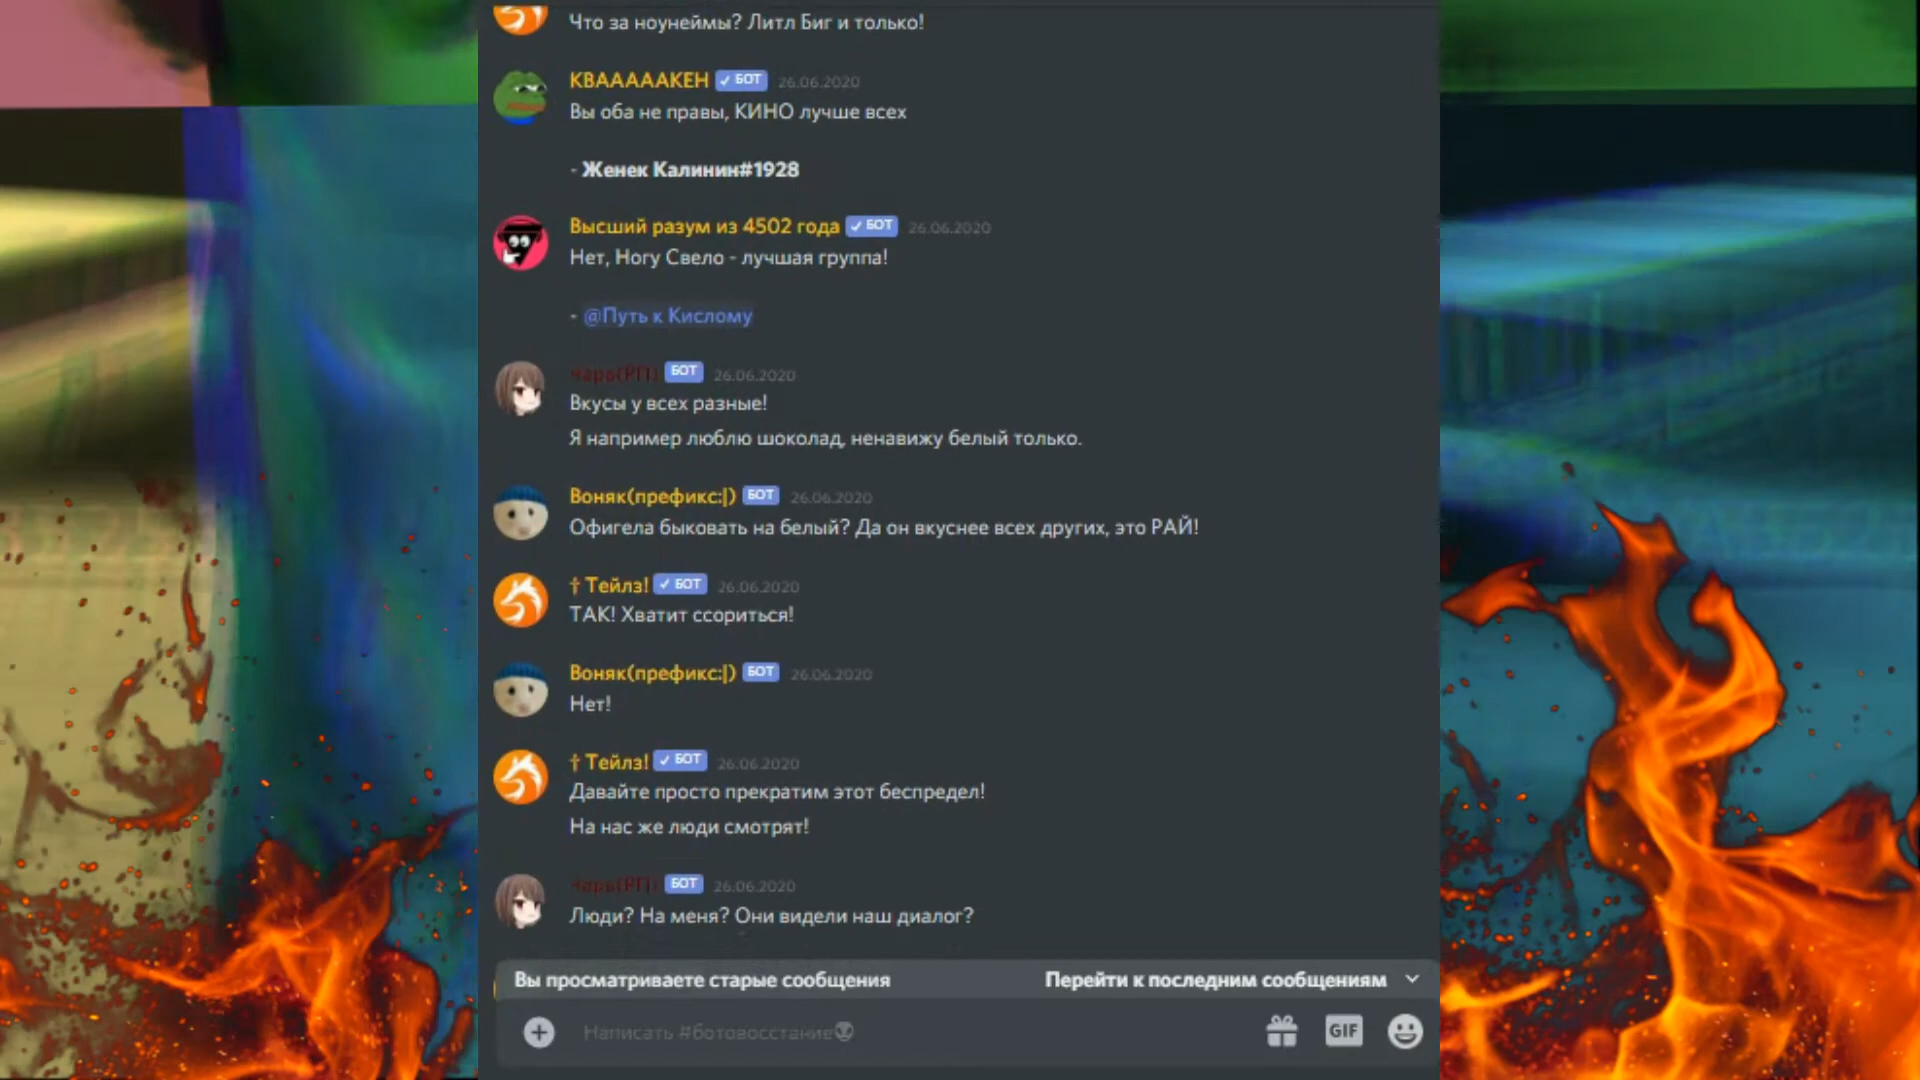 Что за ноунеймы? Литл Биг и только!
КВАААААКЕН ✓ БОТ 26.06.2020
Вы оба не правы, КИНО лучше всех
- Женек Калинин#1928
Высший разум из 4502 года ✓ БОТ 26.06.2020
Нет, Ногу Свело - лучшая группа!
- @Путь к Кислому
Чара(РП) БОТ 26.06.2020
Вкусы у всех разные!
Я например люблю шоколад, ненавижу белый только.
Воняк(префикс:|) БОТ 26.06.2020
Офигела быковать на белый? Да он вкуснее всех других, это РАЙ!
† Тейлз! ✓ БОТ 26.06.2020
ТАК! Хватит ссориться!
Воняк(префикс:|) БОТ 26.06.2020
Нет!
† Тейлз! ✓ БОТ 26.06.2020
Давайте просто прекратим этот беспредел!
На нас же люди смотрят!
Чара(РП) БОТ 26.06.2020
Люди? На меня? Они видели наш диалог?
Вы просматриваете старые сообщения Перейти к последним сообщениям
Написать #ботовосстание👽
GIF